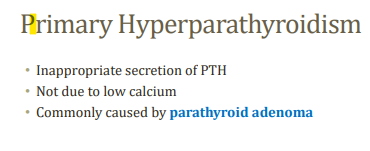 Primary Hyperparathyroidism
• Inappropriate secretion of PTH
• Not due to low calcium
• Commonly caused by parathyroid adenoma